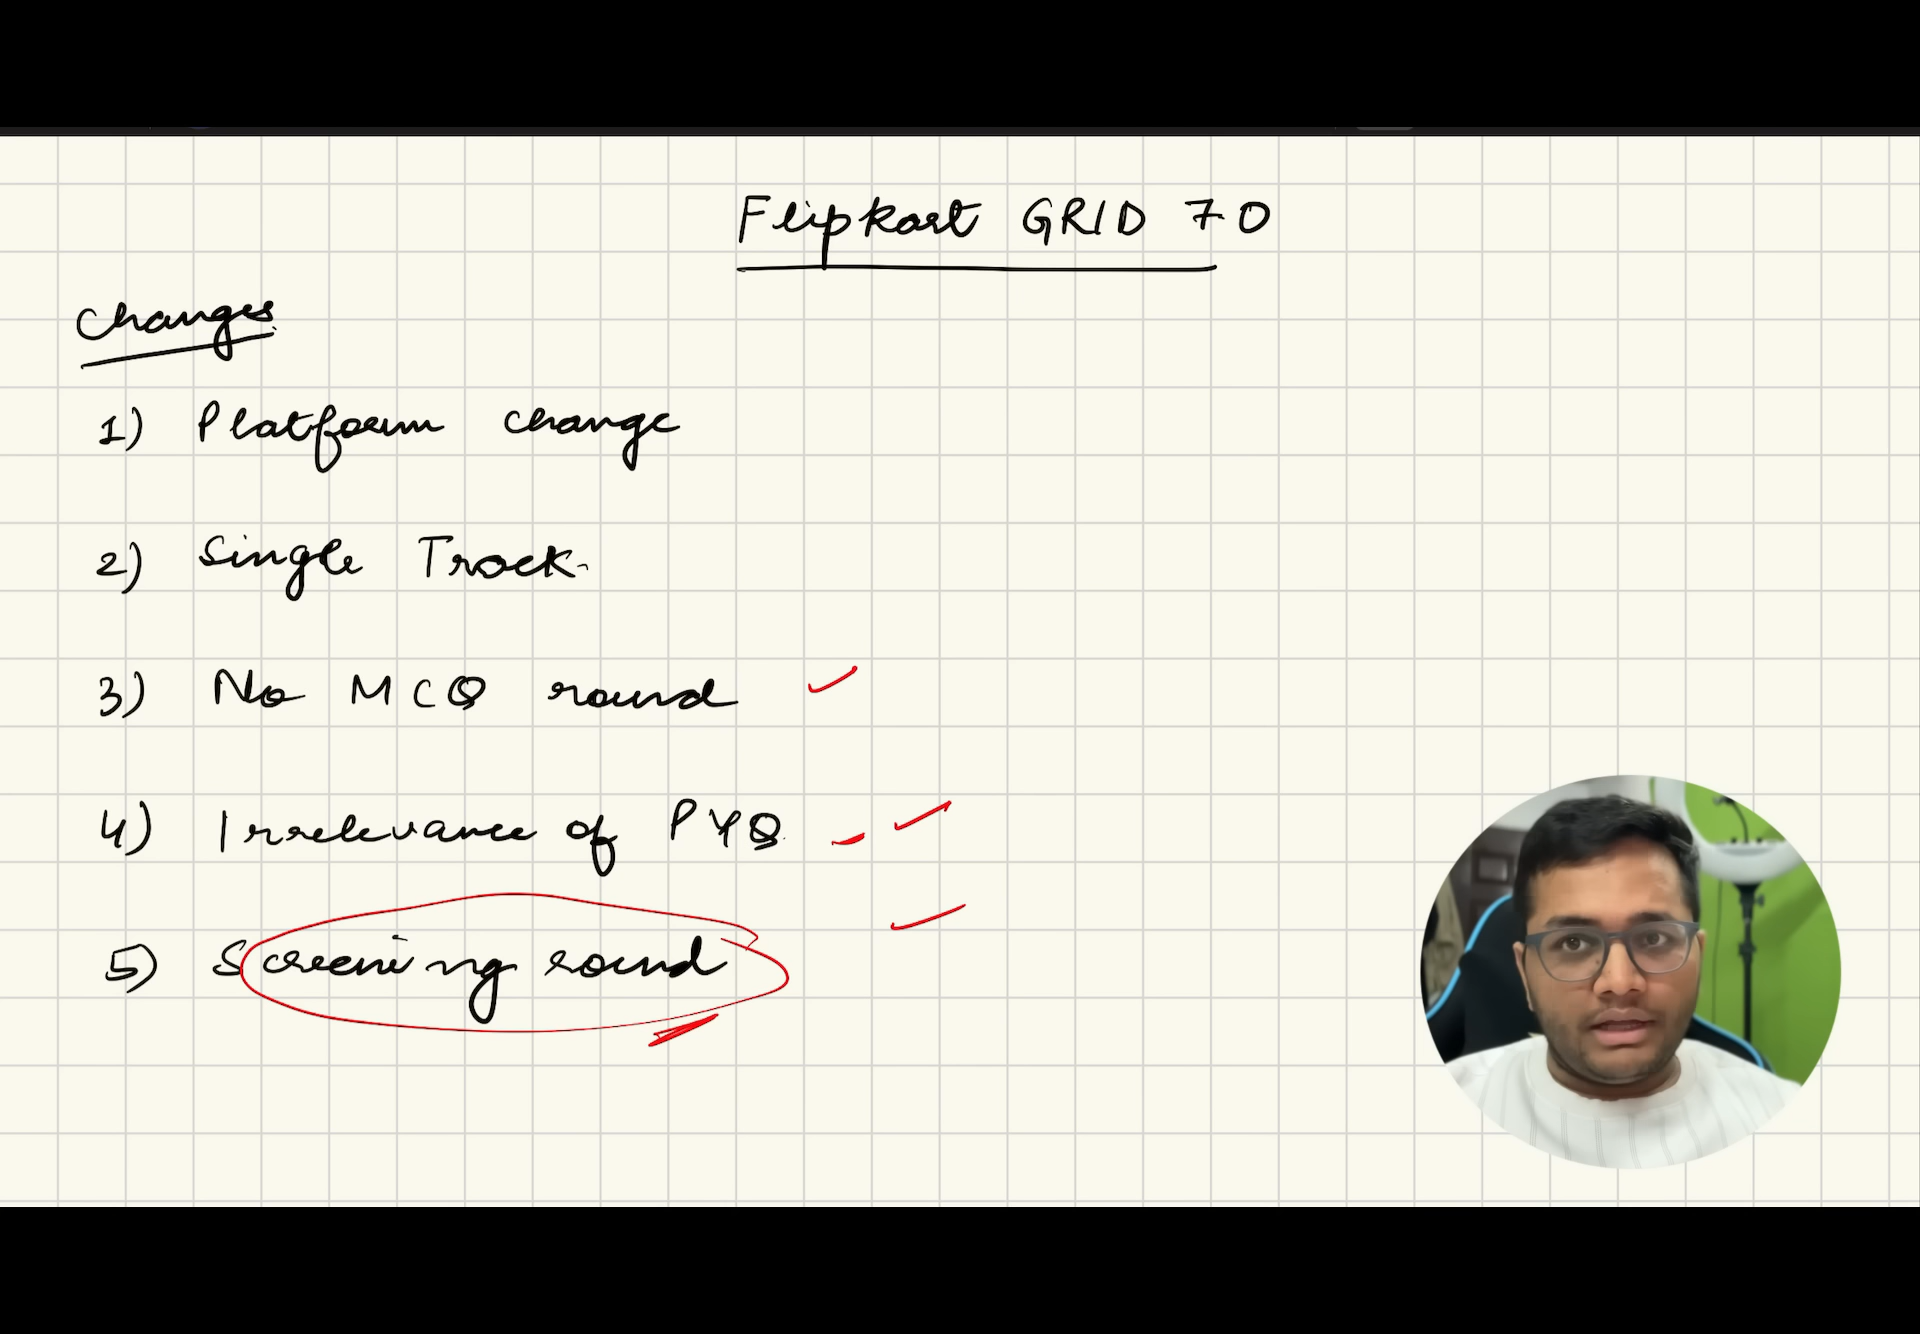 Flipkart GRID 7.0
Changes
1) Platform change
2) Single Track
3) No MCQ round
4) Irrelevance of PYQ
5) Screening round